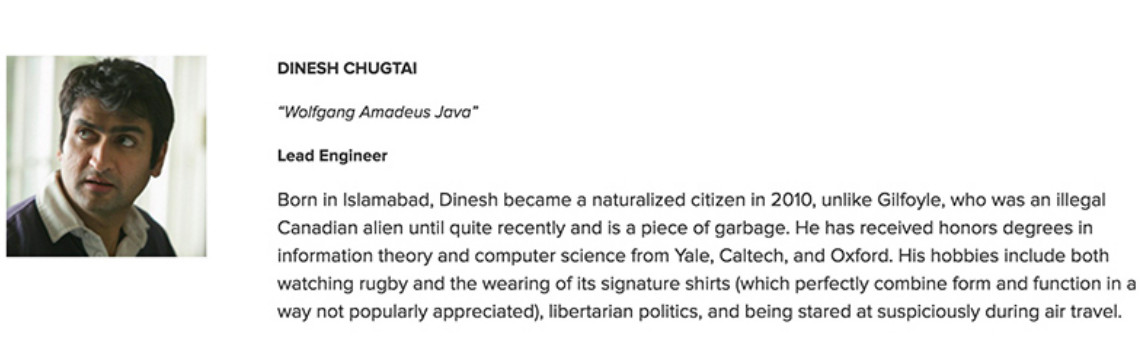 DINESH CHUGTAI
“Wolfgang Amadeus Java”
Lead Engineer
Born in Islamabad, Dinesh became a naturalized citizen in 2010, unlike Gilfoyle, who was an illegal
Canadian alien until quite recently and is a piece of garbage. He has received honors degrees in
information theory and computer science from Yale, Caltech, and Oxford. His hobbies include both
watching rugby and the wearing of its signature shirts (which perfectly combine form and function in a
way not popularly appreciated), libertarian politics, and being stared at suspiciously during air travel.